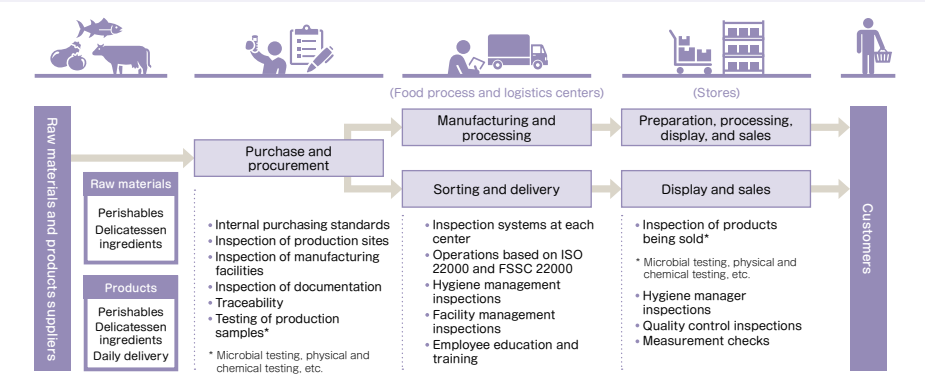 (Food process and logistics centers)
(Stores)
Raw materials and products suppliers
Purchase and
procurement
Manufacturing and
processing
Preparation, processing,
display, and sales
Sorting and delivery
Display and sales
Customers
Raw materials
Perishables
Delicatessen
ingredients
Products
Perishables
Delicatessen
ingredients
Daily delivery
• Internal purchasing standards
• Inspection of production sites
• Inspection of manufacturing
facilities
• Inspection of documentation
• Traceability
• Testing of production
samples*
* Microbial testing, physical and
chemical testing, etc.
• Inspection systems at each
center
• Operations based on ISO
22000 and FSSC 22000
• Hygiene management
inspections
• Facility management
inspections
• Employee education and
training
• Inspection of products
being sold*
* Microbial testing, physical and
chemical testing, etc.
• Hygiene manager
inspections
• Quality control inspections
• Measurement checks